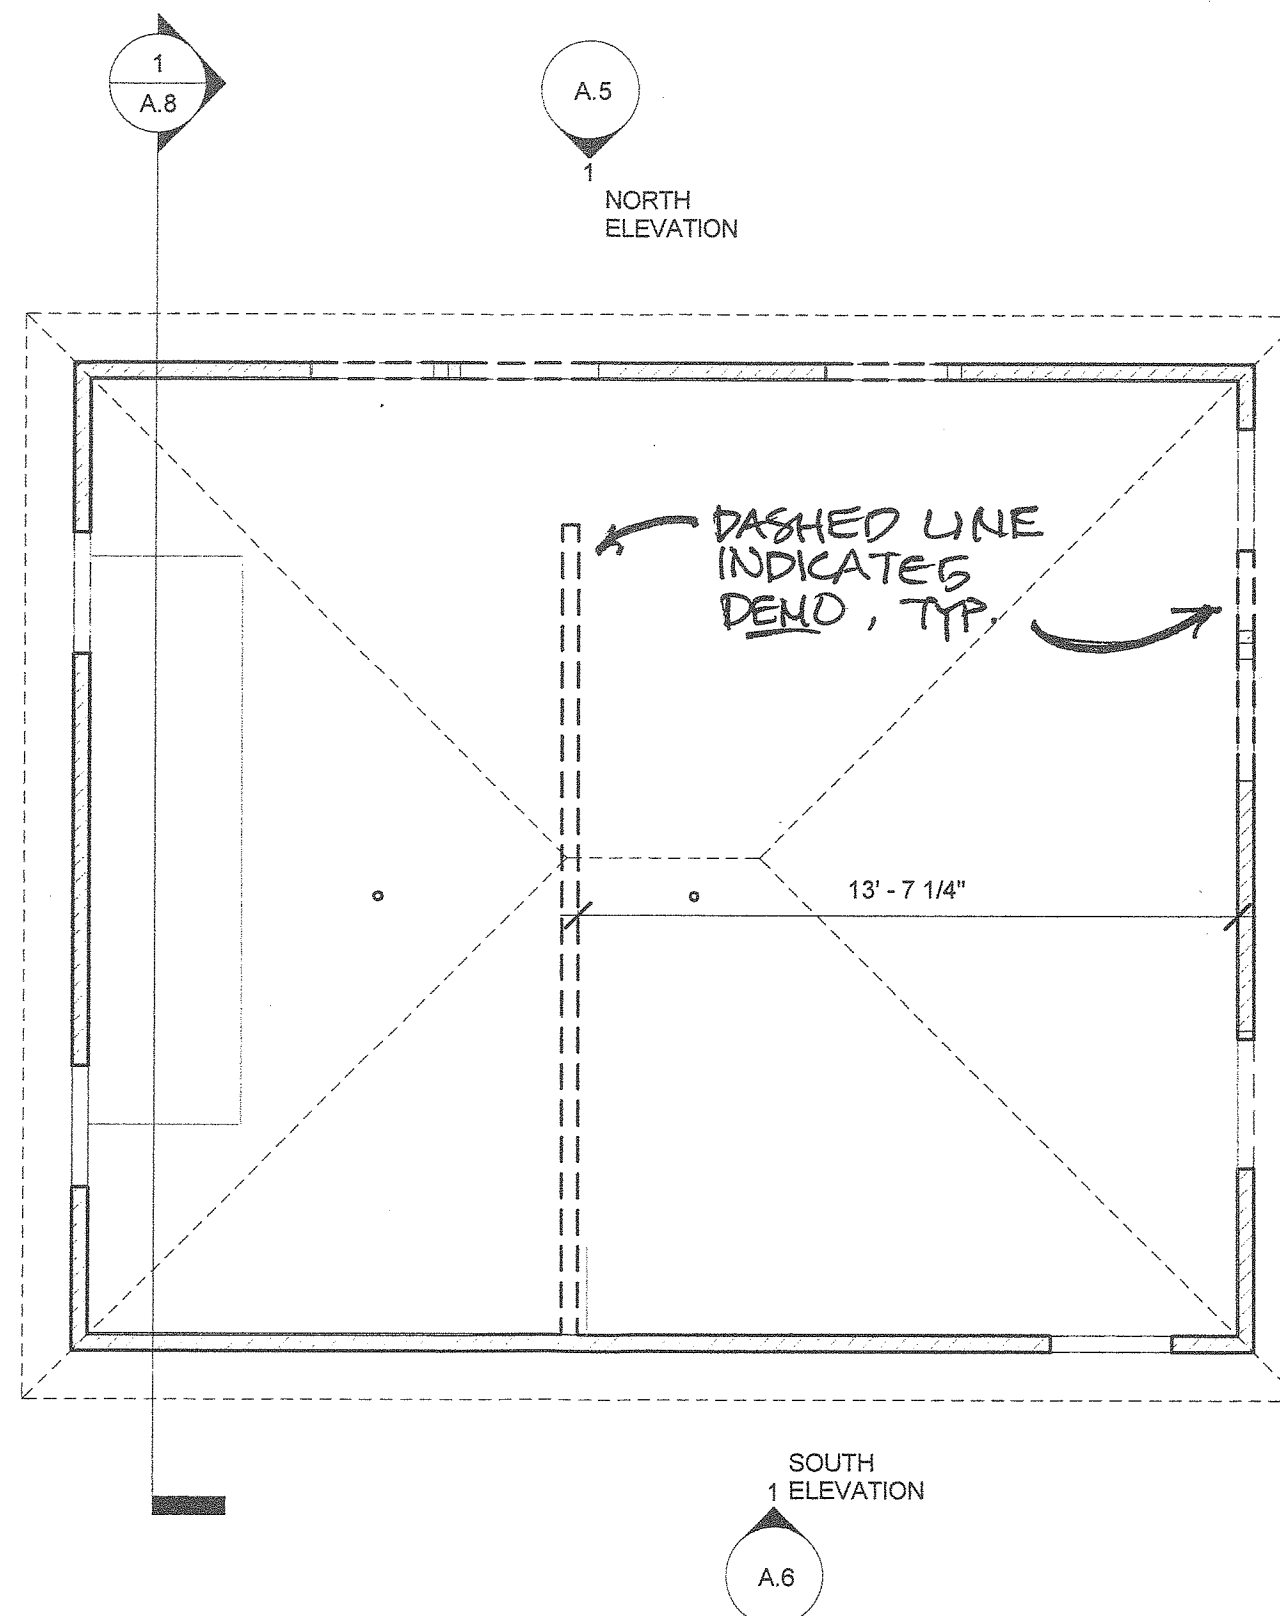 1
A.8
A.5
1
NORTH
ELEVATION
DASHED LINE
INDICATES
DEMO, TYP.
13' - 7 1/4"
SOUTH
1 ELEVATION
A.6